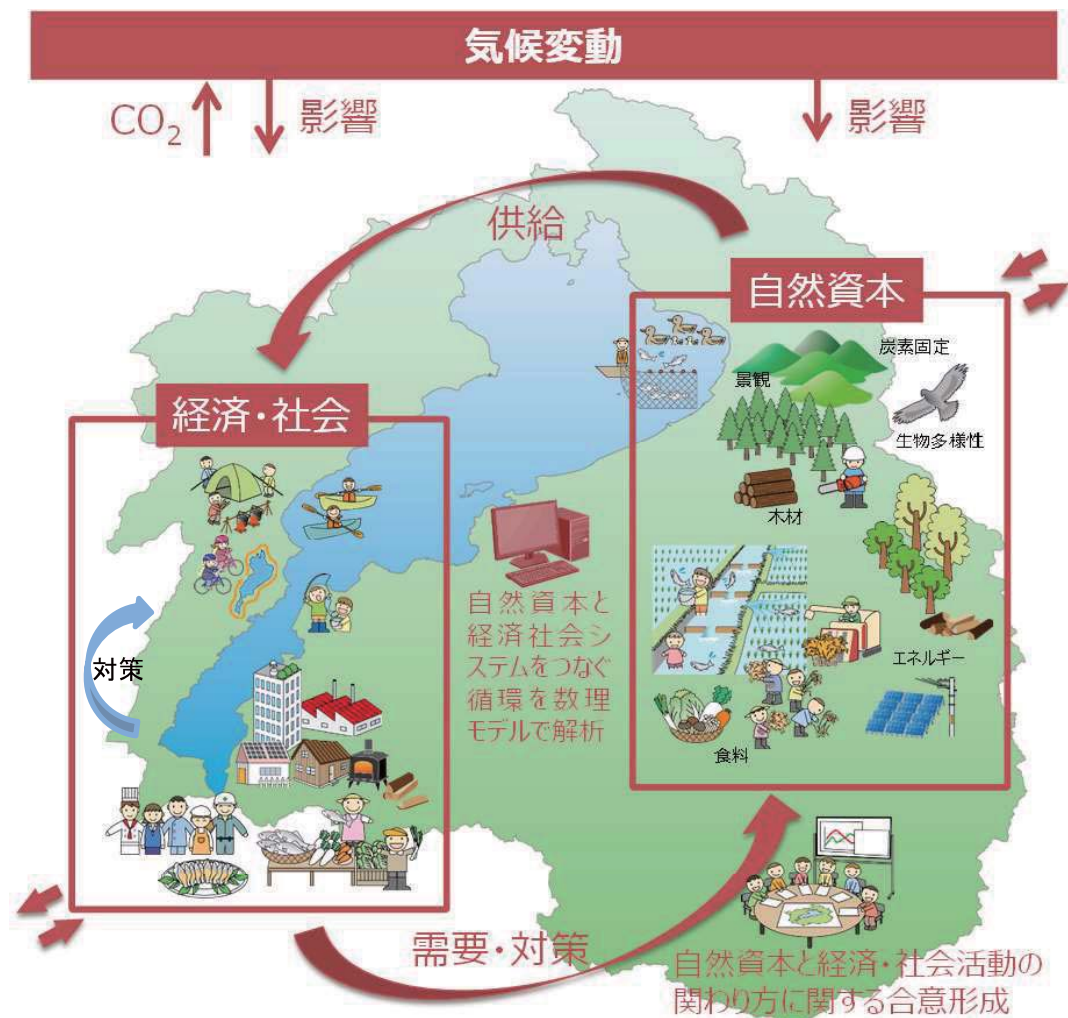 気候変動
CO₂
影響
影響
供給
自然資本
炭素固定
景観
生物多様性
木材
経済・社会
自然資本と
経済社会シ
ステムをつなぐ
循環を数理
モデルで解析
対策
エネルギー
食料
需要・対策
自然資本と経済・社会活動の
関わり方に関する合意形成